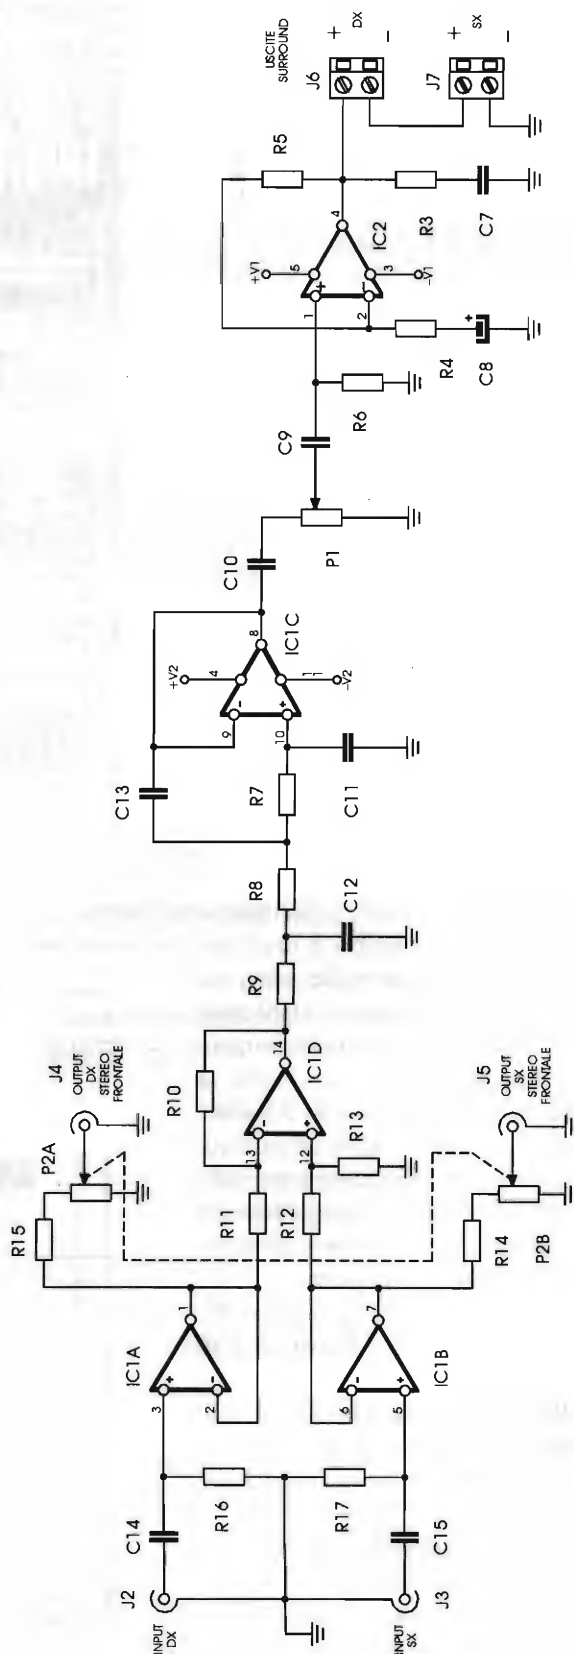 INPUT
DX
J2
C14
R16
R17
C15
J3
INPUT
SX
IC1A
3
+
2
-
1
IC1B
6
-
5
+
7
R15
P2A
J4
OUTPUT
DX
STEREO
FRONTALE
R11
R12
R14
P2B
J5
OUTPUT
SX
STEREO
FRONTALE
R10
13
-
12
+
14
IC1D
R13
R9
R8
C12
C13
R7
C11
9
-
10
+
+V2
4
11
-V2
8
IC1C
C10
P1
C9
R6
1
+
2
-
+V1
5
3
-V1
4
IC2
R4
C8
+
R5
R3
C7
USCITE
SURROUND
J6
+
DX
-
J7
+
SX
-